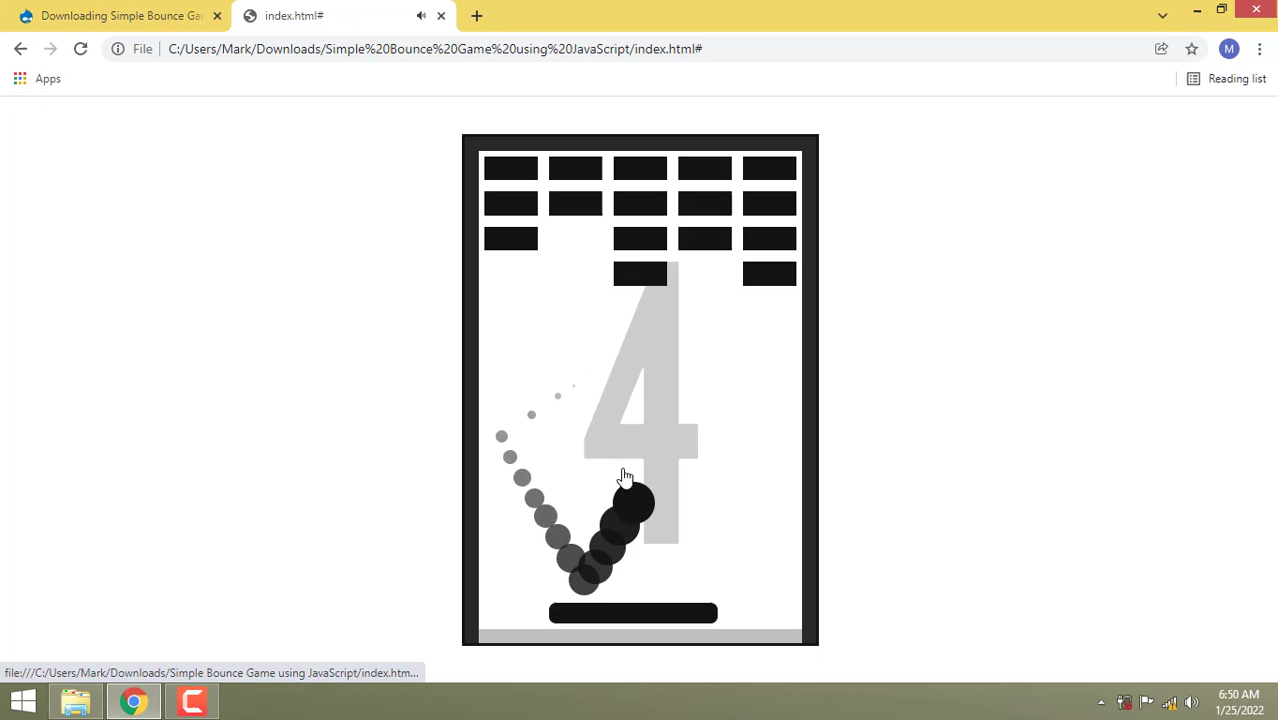 Downloading Simple Bounce Ga
index.html#
File
C:/Users/Mark/Downloads/Simple%20Bounce%20Game%20using%20JavaScript/index.html#
M
Apps
Reading list
4
file:///C:/Users/Mark/Downloads/Simple Bounce Game using JavaScript/index.htm...
6:50 AM
1/25/2022